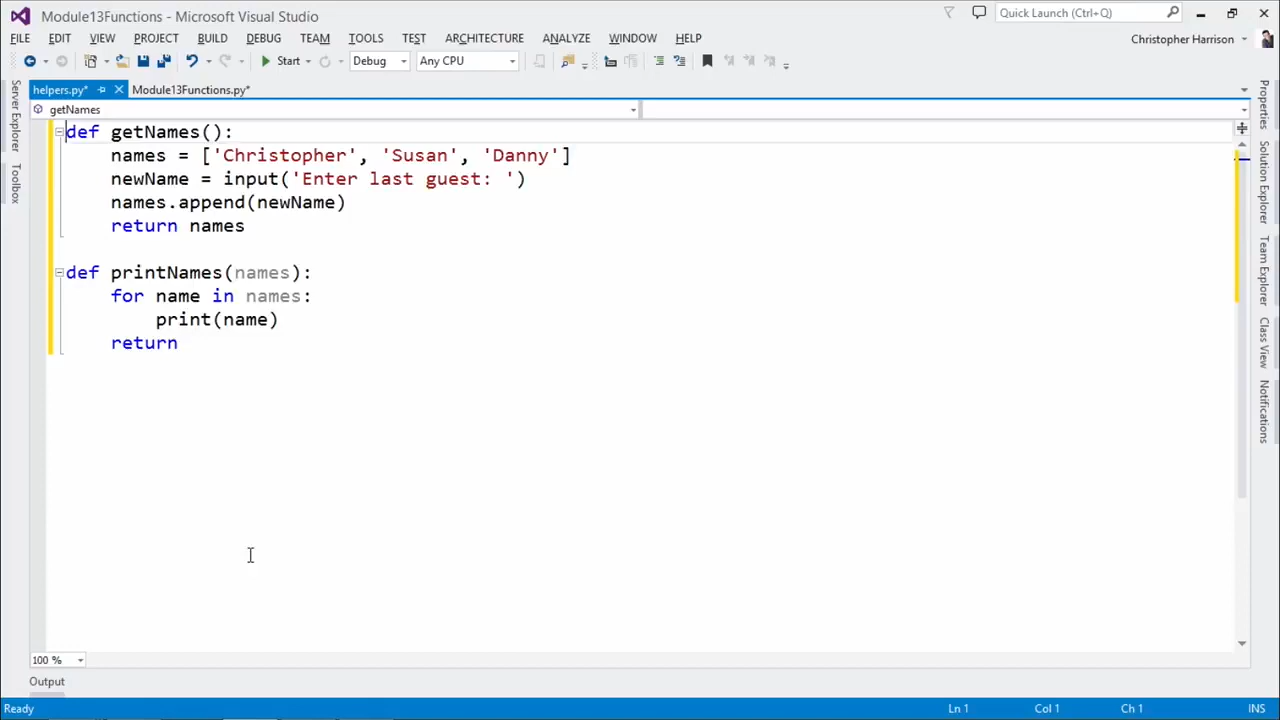 Module13Functions - Microsoft Visual Studio
Quick Launch (Ctrl+Q)
FILE EDIT VIEW PROJECT BUILD DEBUG TEAM TOOLS TEST ARCHITECTURE ANALYZE WINDOW HELP
Christopher Harrison
Start Debug Any CPU
helpers.py* Module13Functions.py*
getNames
def getNames():
names = ['Christopher', 'Susan', 'Danny']
newName = input('Enter last guest: ')
names.append(newName)
return names
def printNames(names):
for name in names:
print(name)
return
Server Explorer
Toolbox
Properties
Solution Explorer
Team Explorer
Class View
Notifications
100 %
Output
Ready Ln 1 Col 1 Ch 1 INS